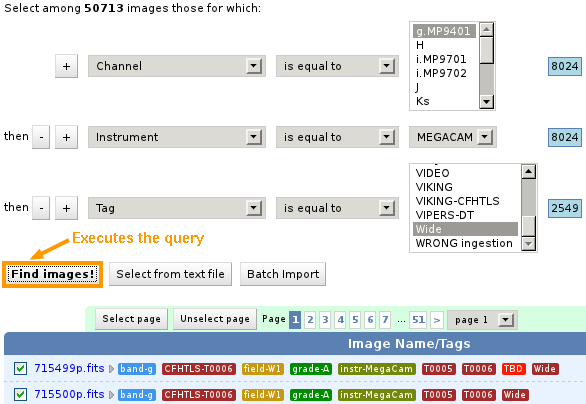 Select among 50713 images those for which:
+ Channel is equal to g.MP9401 8024
H
i.MP9701
i.MP9702
J
Ks
then - + Instrument is equal to MEGACAM 8024
then - + Tag is equal to VIDEO 2549
VIKING
VIKING-CFHTLS
VIPERS-DT
Wide
WRONG ingestion
Executes the query
Find images! Select from text file Batch Import
Select page Unselect page Page 1 2 3 4 5 6 7 ... 51 > page 1
Image Name/Tags
715499p.fits band-g CFHTLS-T0006 field-W1 grade-A instr-MegaCam T0005 T0006 TBD Wide
715500p.fits band-g CFHTLS-T0006 field-W1 grade-A instr-MegaCam T0005 T0006 Wide